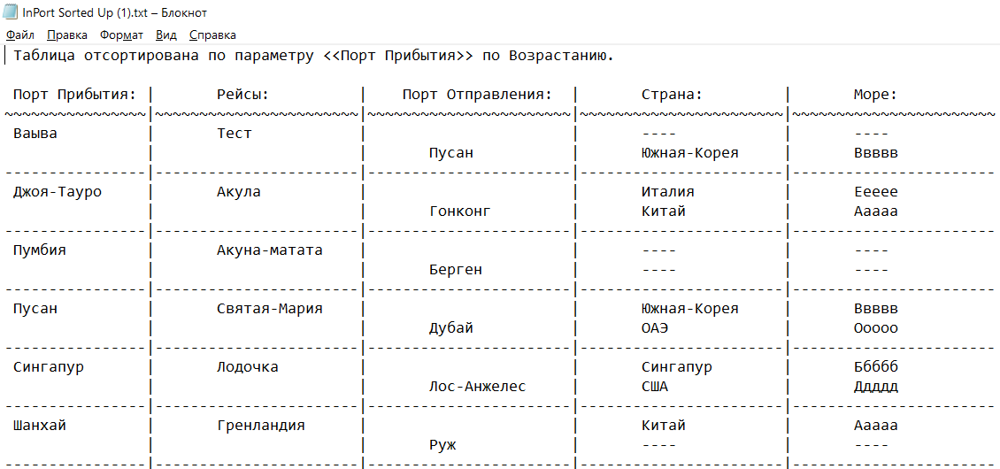 InPort Sorted Up (1).txt – Блокнот
Файл Правка Формат Вид Справка
Таблица отсортирована по параметру <<Порт Прибытия>> по Возрастанию.
Порт Прибытия: | Рейсы: | Порт Отправления: | Страна: | Море:
~~~~~~~~~~~~~~~~|~~~~~~~~~~~~~~~~~~~~~~~|~~~~~~~~~~~~~~~~~~~~~~~|~~~~~~~~~~~~~~~~~~~~~~~|~~~~~~~~~~~~~~~~~~~~~~~
Ваыва | Тест | | ---- | ----
| | Пусан | Южная-Корея | Ввввв
----------------|-----------------------|-----------------------|-----------------------|-----------------------
Джоя-Тауро | Акула | | Италия | Еееее
| | Гонконг | Китай | Ааааа
----------------|-----------------------|-----------------------|-----------------------|-----------------------
Пумбия | Акуна-матата | | ---- | ----
| | Берген | ---- | ----
----------------|-----------------------|-----------------------|-----------------------|-----------------------
Пусан | Святая-Мария | | Южная-Корея | Ввввв
| | Дубай | ОАЭ | Ооооо
----------------|-----------------------|-----------------------|-----------------------|-----------------------
Сингапур | Лодочка | | Сингапур | Ббббб
| | Лос-Анжелес | США | Ддддд
----------------|-----------------------|-----------------------|-----------------------|-----------------------
Шанхай | Гренландия | | Китай | Ааааа
| | Руж | ---- | ----
----------------|-----------------------|-----------------------|-----------------------|-----------------------